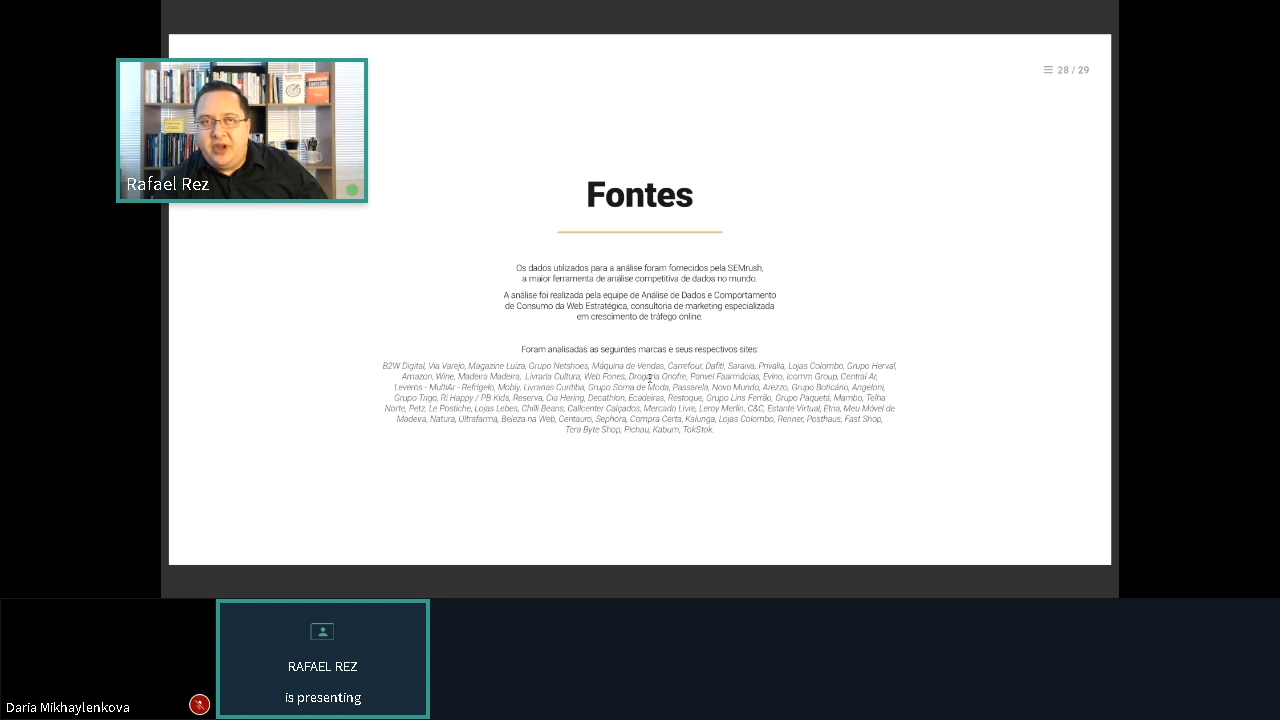 28 / 29
Rafael Rez
Fontes
Os dados utilizados para a análise foram fornecidos pela SEMrush,
a maior ferramenta de análise competitiva de dados no mundo.
A análise foi realizada pela equipe de Análise de Dados e Comportamento
de Consumo da Web Estratégica, consultoria de marketing especializada
em crescimento de tráfego online.
Foram analisadas as seguintes marcas e seus respectivos sites:
B2W Digital, Via Varejo, Magazine Luiza, Grupo Netshoes, Máquina de Vendas, Carrefour, Dafiti, Saraiva, Privalia, Lojas Colombo, Grupo Herval,
Amazon, Wine, Madeira Madeira, Livraria Cultura, Web Fones, Drogaria Onofre, Panvel Faarmácias, Evino, Icomm Group, Central Ar,
Leveros - MultiAr - Refrigelo, Mobly, Livrarias Curitiba, Grupo Soma de Moda, Passarela, Novo Mundo, Arezzo, Grupo Boticário, Angeloni,
Grupo Trigo, Ri Happy / PB Kids, Reserva, Cia Hering, Decathlon, Ecadeiras, Restoque, Grupo Lins Ferrão, Grupo Paquetá, Mambo, Telha
Norte, Petz, Le Postiche, Lojas Lebes, Chilli Beans, Callcenter Calçados, Mercado Livre, Leroy Merlin, C&C, Estante Virtual, Etna, Meu Móvel de
Madeira, Natura, Ultrafarma, Beleza na Web, Centauro, Sephora, Compra Certa, Kalunga, Lojas Colombo, Renner, Posthaus, Fast Shop,
Tera Byte Shop, Pichau, Kabum, TokStok.
RAFAEL REZ
is presenting
Daria Mikhaylenkova